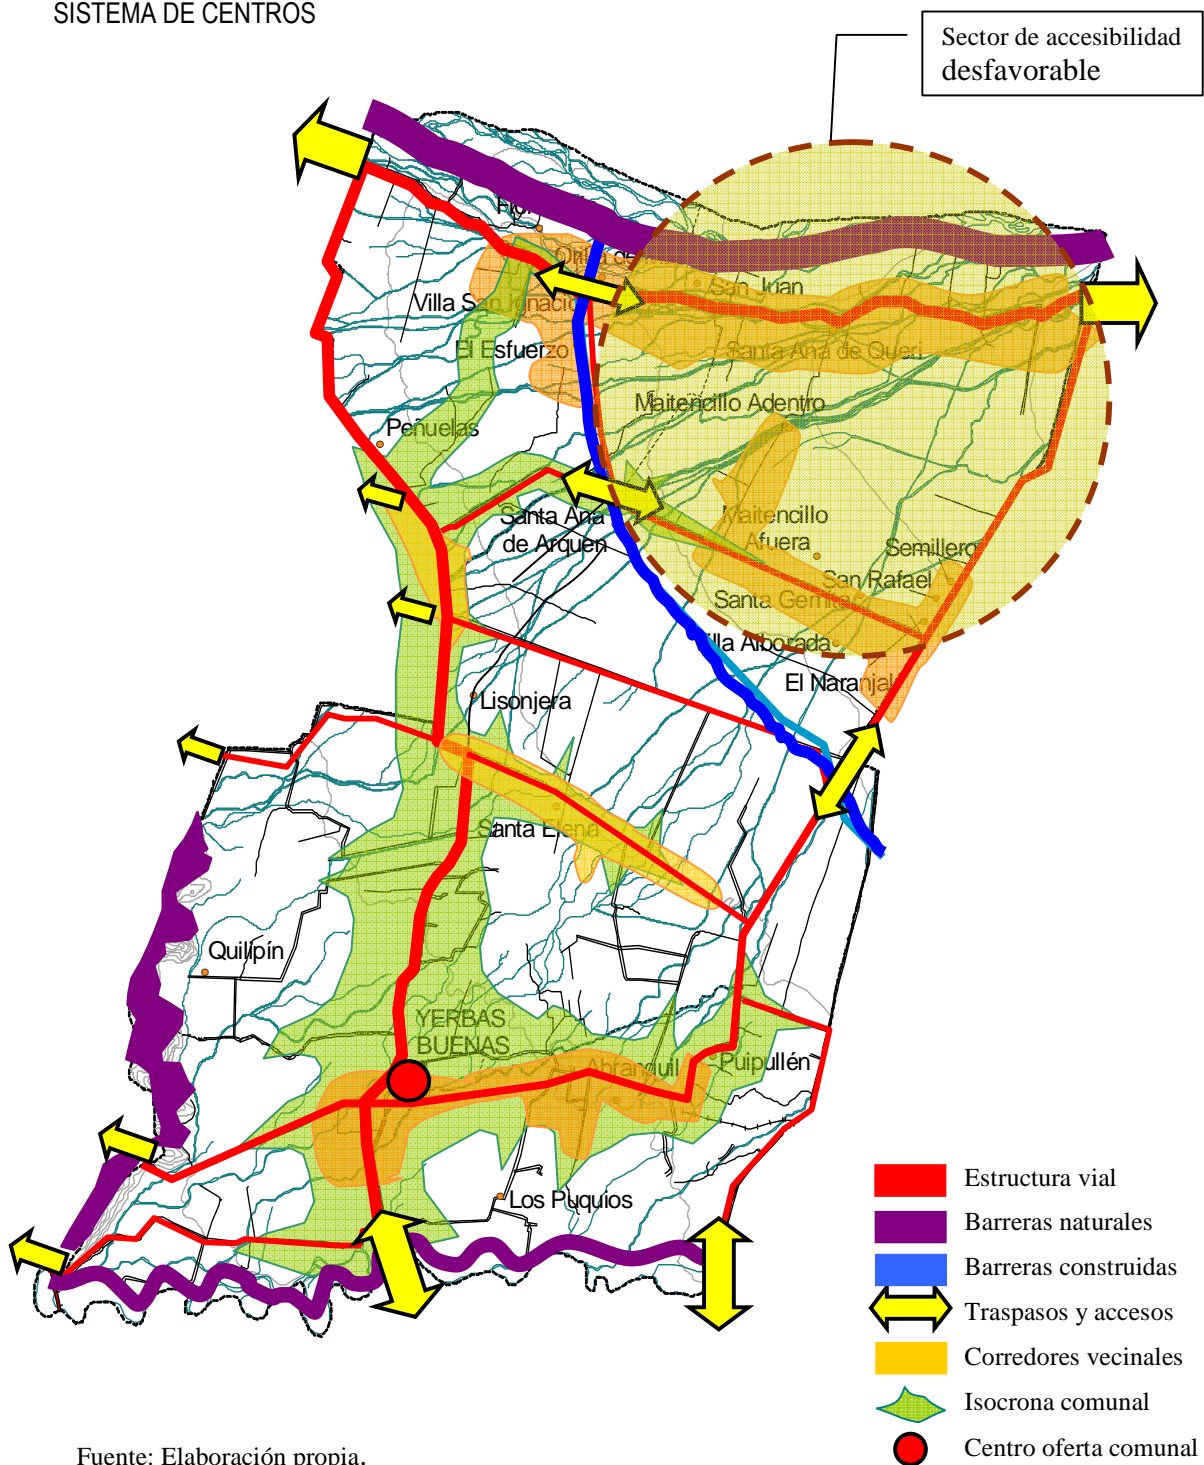 SISTEMA DE CENTROS
Sector de accesibilidad
desfavorable
San Juan
Villa San Ignacio
El Esfuerzo
Santa Ana de Queri
Maitencillo Adentro
Peñuelas
Santa Ana
de Arquen
Maitencillo
Afuera
Semillero
San Rafael
Santa
Villa Alborada
El Naranjal
Lisonjera
Santa Elena
Quilipín
YERBAS
BUENAS
Abranquil
Puipullén
Los Puquios
Estructura vial
Barreras naturales
Barreras construidas
Traspasos y accesos
Corredores vecinales
Isocrona comunal
Centro oferta comunal
Fuente: Elaboración propia.